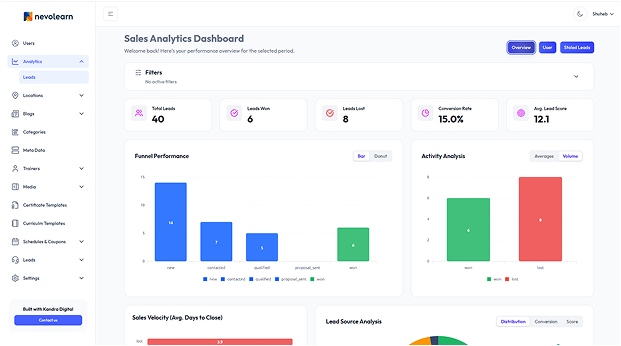 nevolearn
Shuheb
Users
Analytics
Leads
Locations
Blogs
Categories
Meta Data
Trainers
Media
Certificate Templates
Curriculum Templates
Schedules & Coupons
Leads
Settings
Built with Kandra Digital
Contact us
Sales Analytics Dashboard
Welcome back! Here's your performance overview for the selected period.
Overview User Staled Leads
Filters
No active filters
Total Leads
40
Leads Won
6
Leads Lost
8
Conversion Rate
15.0%
Avg. Lead Score
12.1
Funnel Performance
Bar Donut
15
10
5
0
14
7
5
6
new contacted qualified proposal_sent won
new contacted qualified proposal_sent won
Activity Analysis
Averages Volume
8
6
4
2
0
6
8
won lost
won lost
Sales Velocity (Avg. Days to Close)
lost
3.9
Lead Source Analysis
Distribution Conversion Score